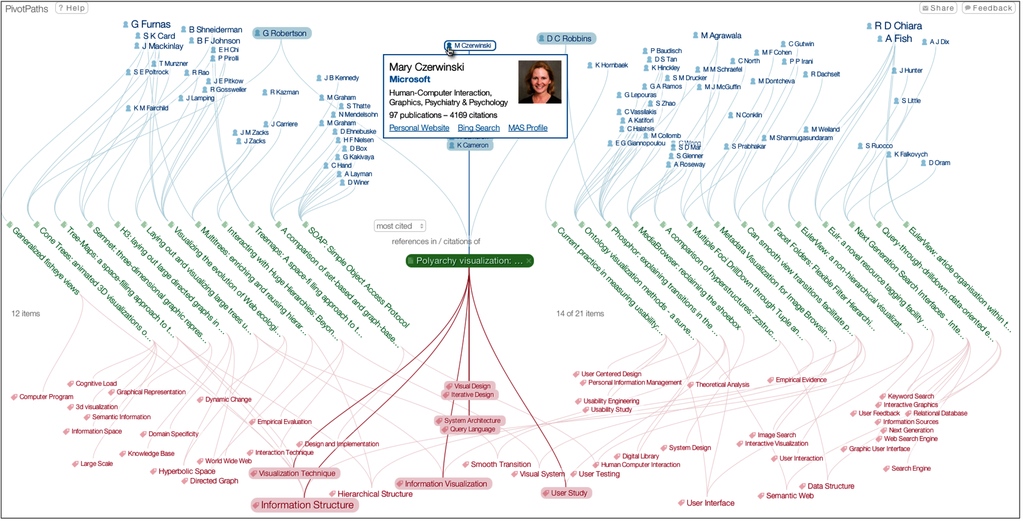 PivotPaths
? Help
Share
Feedback
G Furnas
S K Card
J Mackinlay
B Shneiderman
B F Johnson
G Robertson
E H Chi
P Pirolli
T Munzner
S E Poltrock
R Rao
J E Pitkow
R Gossweiler
J Lamping
K M Fairchild
R Kazman
J Carriere
J M Zacks
J Zacks
J B Kennedy
M Graham
S Thatte
N Mendelsohn
M Graham
D Ehnebuske
H F Nielsen
D Box
G Kakivaya
C Hand
A Layman
D Winer
M Czerwinski
Mary Czerwinski
Microsoft
Human-Computer Interaction,
Graphics, Psychiatry & Psychology
97 publications – 4169 citations
Personal Website
Bing Search
MAS Profile
K Cameron
D C Robbins
K Hornbaek
P Baudisch
D S Tan
K Hinckley
S M Drucker
G A Ramos
G Lepouras
S Zhao
C Vassilakis
A Katifori
C Halatsis
M Collomb
E G Giannopoulou
S D Mar
S Glenner
A Roseway
M Agrawala
C North
M M Schraefel
M J McGuffin
N Conklin
S Prabhakar
C Gutwin
M F Cohen
P P Irani
M Dontcheva
R Dachselt
M Weiland
M Shanmugasundaram
R D Chiara
A Fish
A J Dix
J Hunter
S Little
S Ruocco
K Falkovych
D Oram
most cited
references in / citations of
Polyarchy visualization: ...
12 items
14 of 21 items
Generalized fisheye views
Cone Trees: animated 3D visualizations o...
Tree-Maps: a space-filling approach to t...
Semnet: three-dimensional graphic repres...
H3: laying out large directed graphs in ...
Laying out and visualizing large trees u...
Visualizing the evolution of Web ecologi...
Multitrees: enriching and reusing hierar...
Interacting with Huge Hierarchies: Beyon...
Treemaps: A space-filling approach to t...
A comparison of set-based and graph-base...
SOAP: Simple Object Access Protocol
Current practice in measuring usability:...
Ontology visualization methods - a surve...
Phosphor: explaining transitions in the ...
MediaBrowser: reclaiming the shoebox
A comparison of hyperstructures: zzstruc...
Multiple Foci Drill-Down through Tuple an...
Metadata Visualization for Image Browsin
Can smooth view transitions facilitate p...
Facet Folders: Flexible Filter Hierarchi...
EulerView: a non-hierarchical visualizat...
Next Generation Search Interfaces - Inte...
Query-through-drilldown: data-oriented e...
EulerView: article organisation within t...
Computer Program
Cogntive Load
Graphical Representation
3d visualization
Semantic Information
Information Space
Domain Specificity
Knowledge Base
Large Scale
Hyperbolic Space
Directed Graph
World Wide Web
Dynamic Change
Empirical Evaluation
Design and Implementation
Interaction Technique
Visualization Technique
Information Structure
Hierarchical Structure
Visual Design
Iterative Design
System Architecture
Query Language
Information Visualization
Smooth Transition
Visual System
User Study
User Testing
Human Computer Interaction
Digital Library
User Centered Design
Personal Information Management
Usability Engineering
Usability Study
Theoretical Analysis
Empirical Evidence
System Design
Image Search
Interactive Visualization
User Interaction
User Interface
Semantic Web
Data Structure
Keyword Search
Interactive Graphics
User Feedback
Relational Database
Information Sources
Next Generation
Web Search Engine
Graphic User Interface
Search Engine